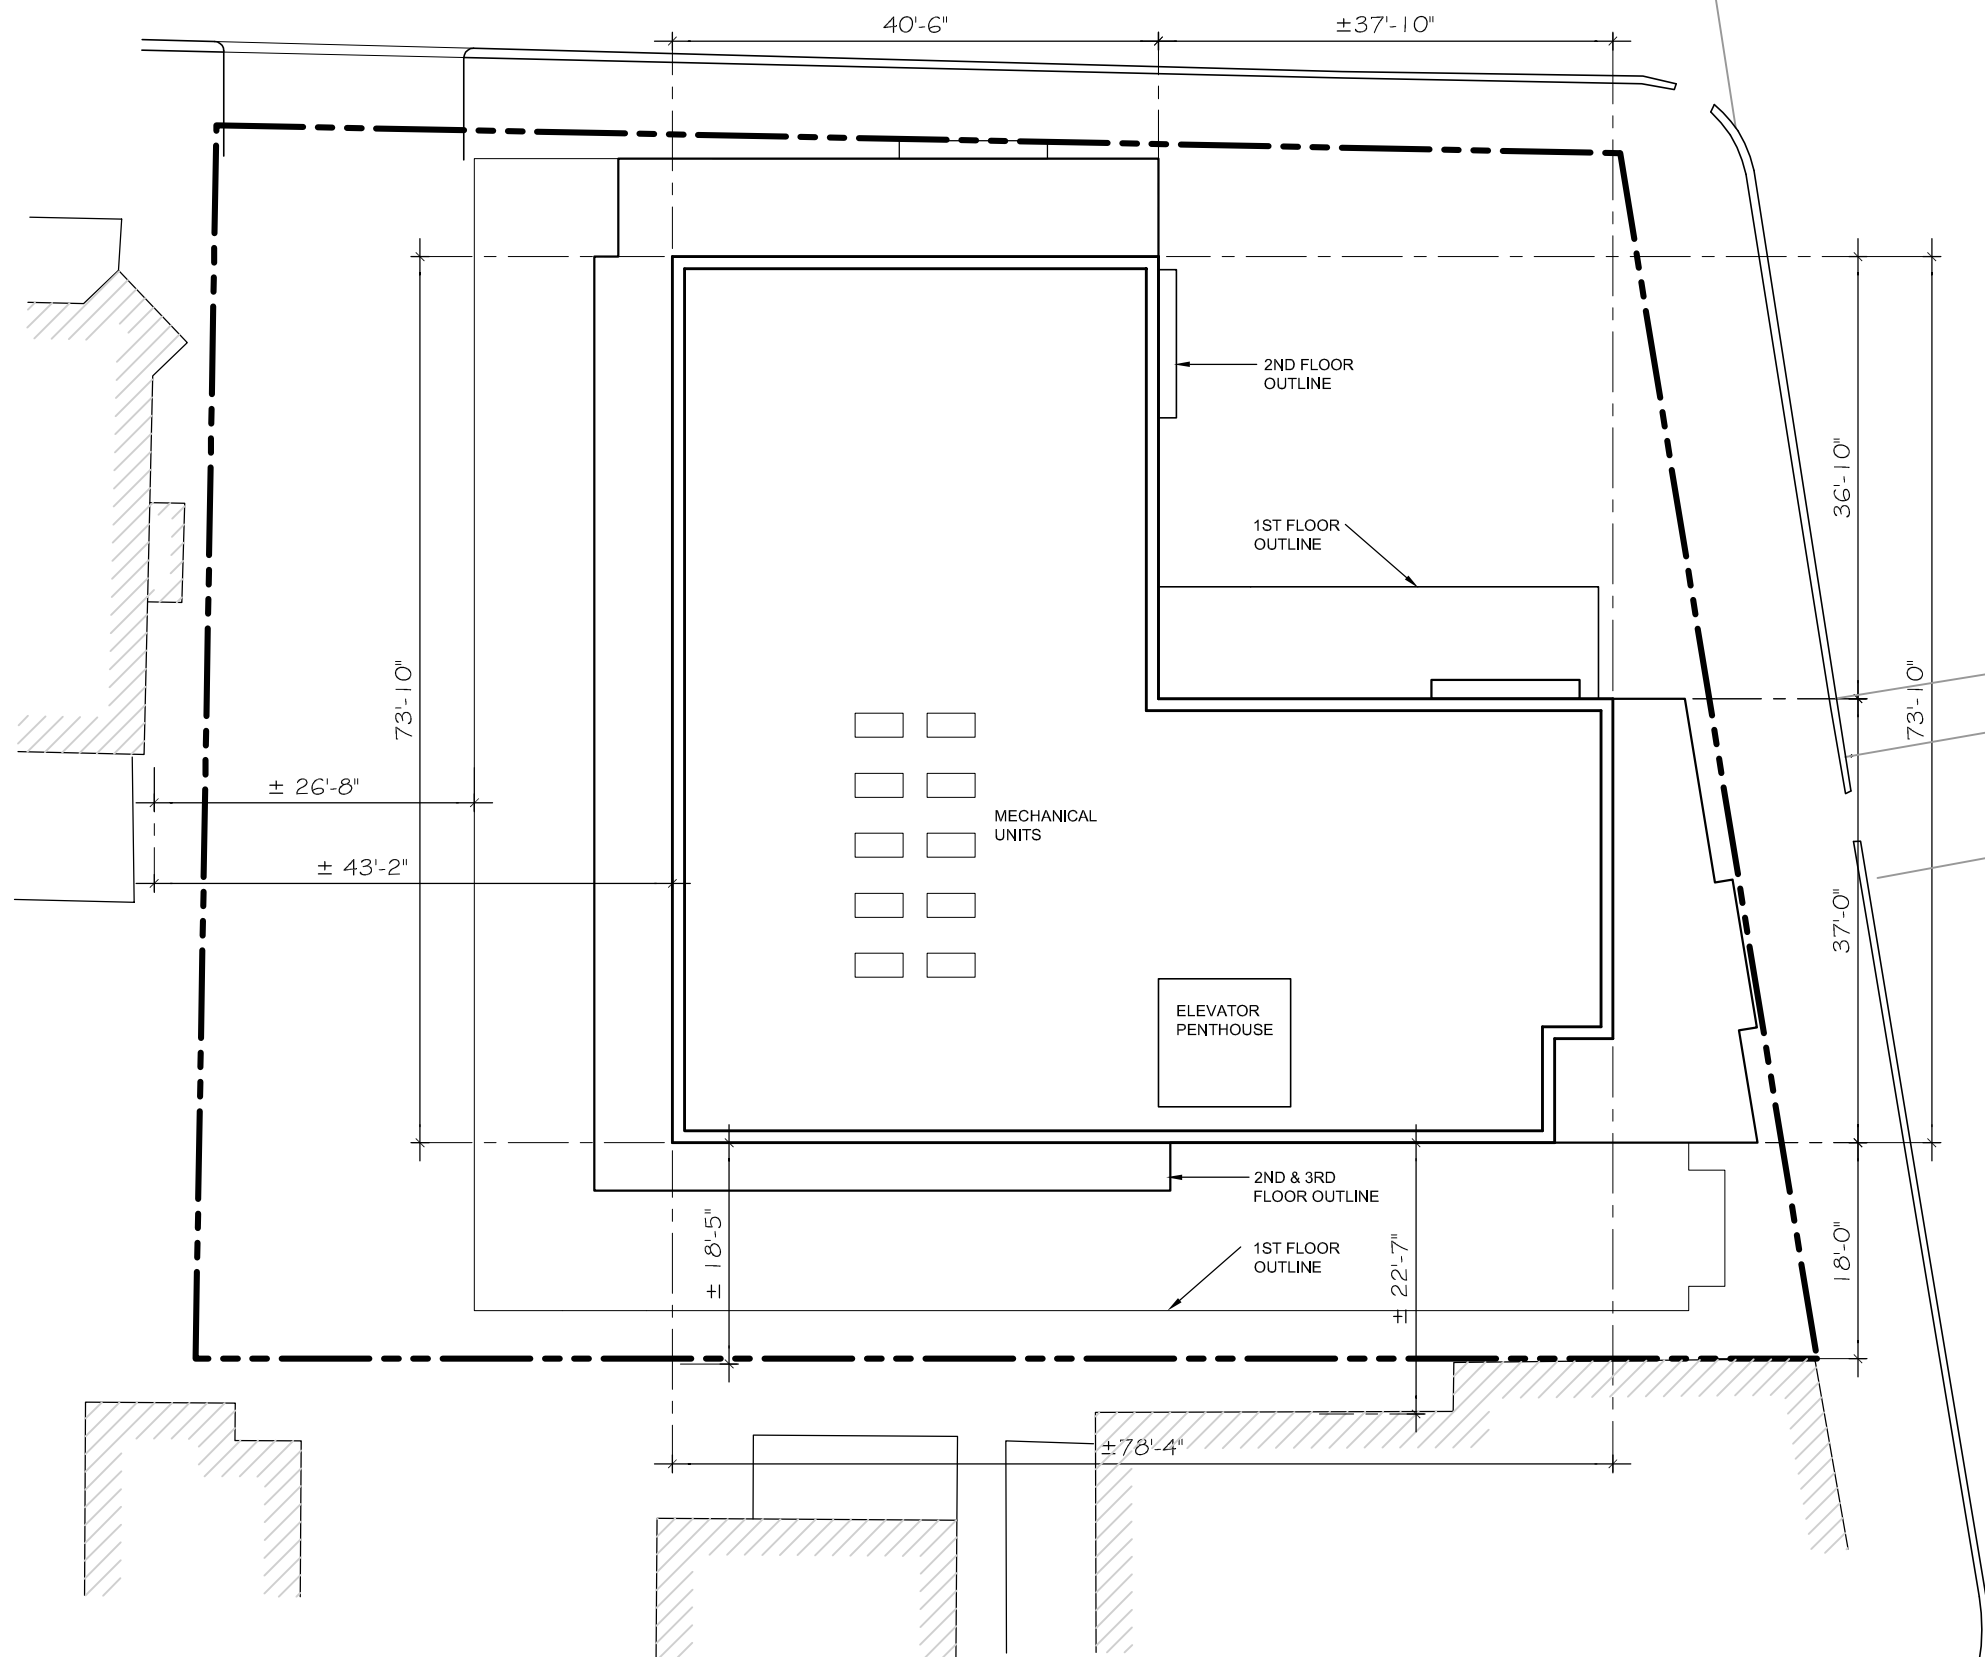 40'-6"
±37'-10"
2ND FLOOR
OUTLINE
36'-10"
1ST FLOOR
OUTLINE
73'-10"
73'-10"
± 26'-8"
MECHANICAL
UNITS
± 43'-2"
37'-0"
ELEVATOR
PENTHOUSE
2ND & 3RD
FLOOR OUTLINE
± 18'-5"
1ST FLOOR
OUTLINE
± 22'-7"
18'-0"
±78'-4"